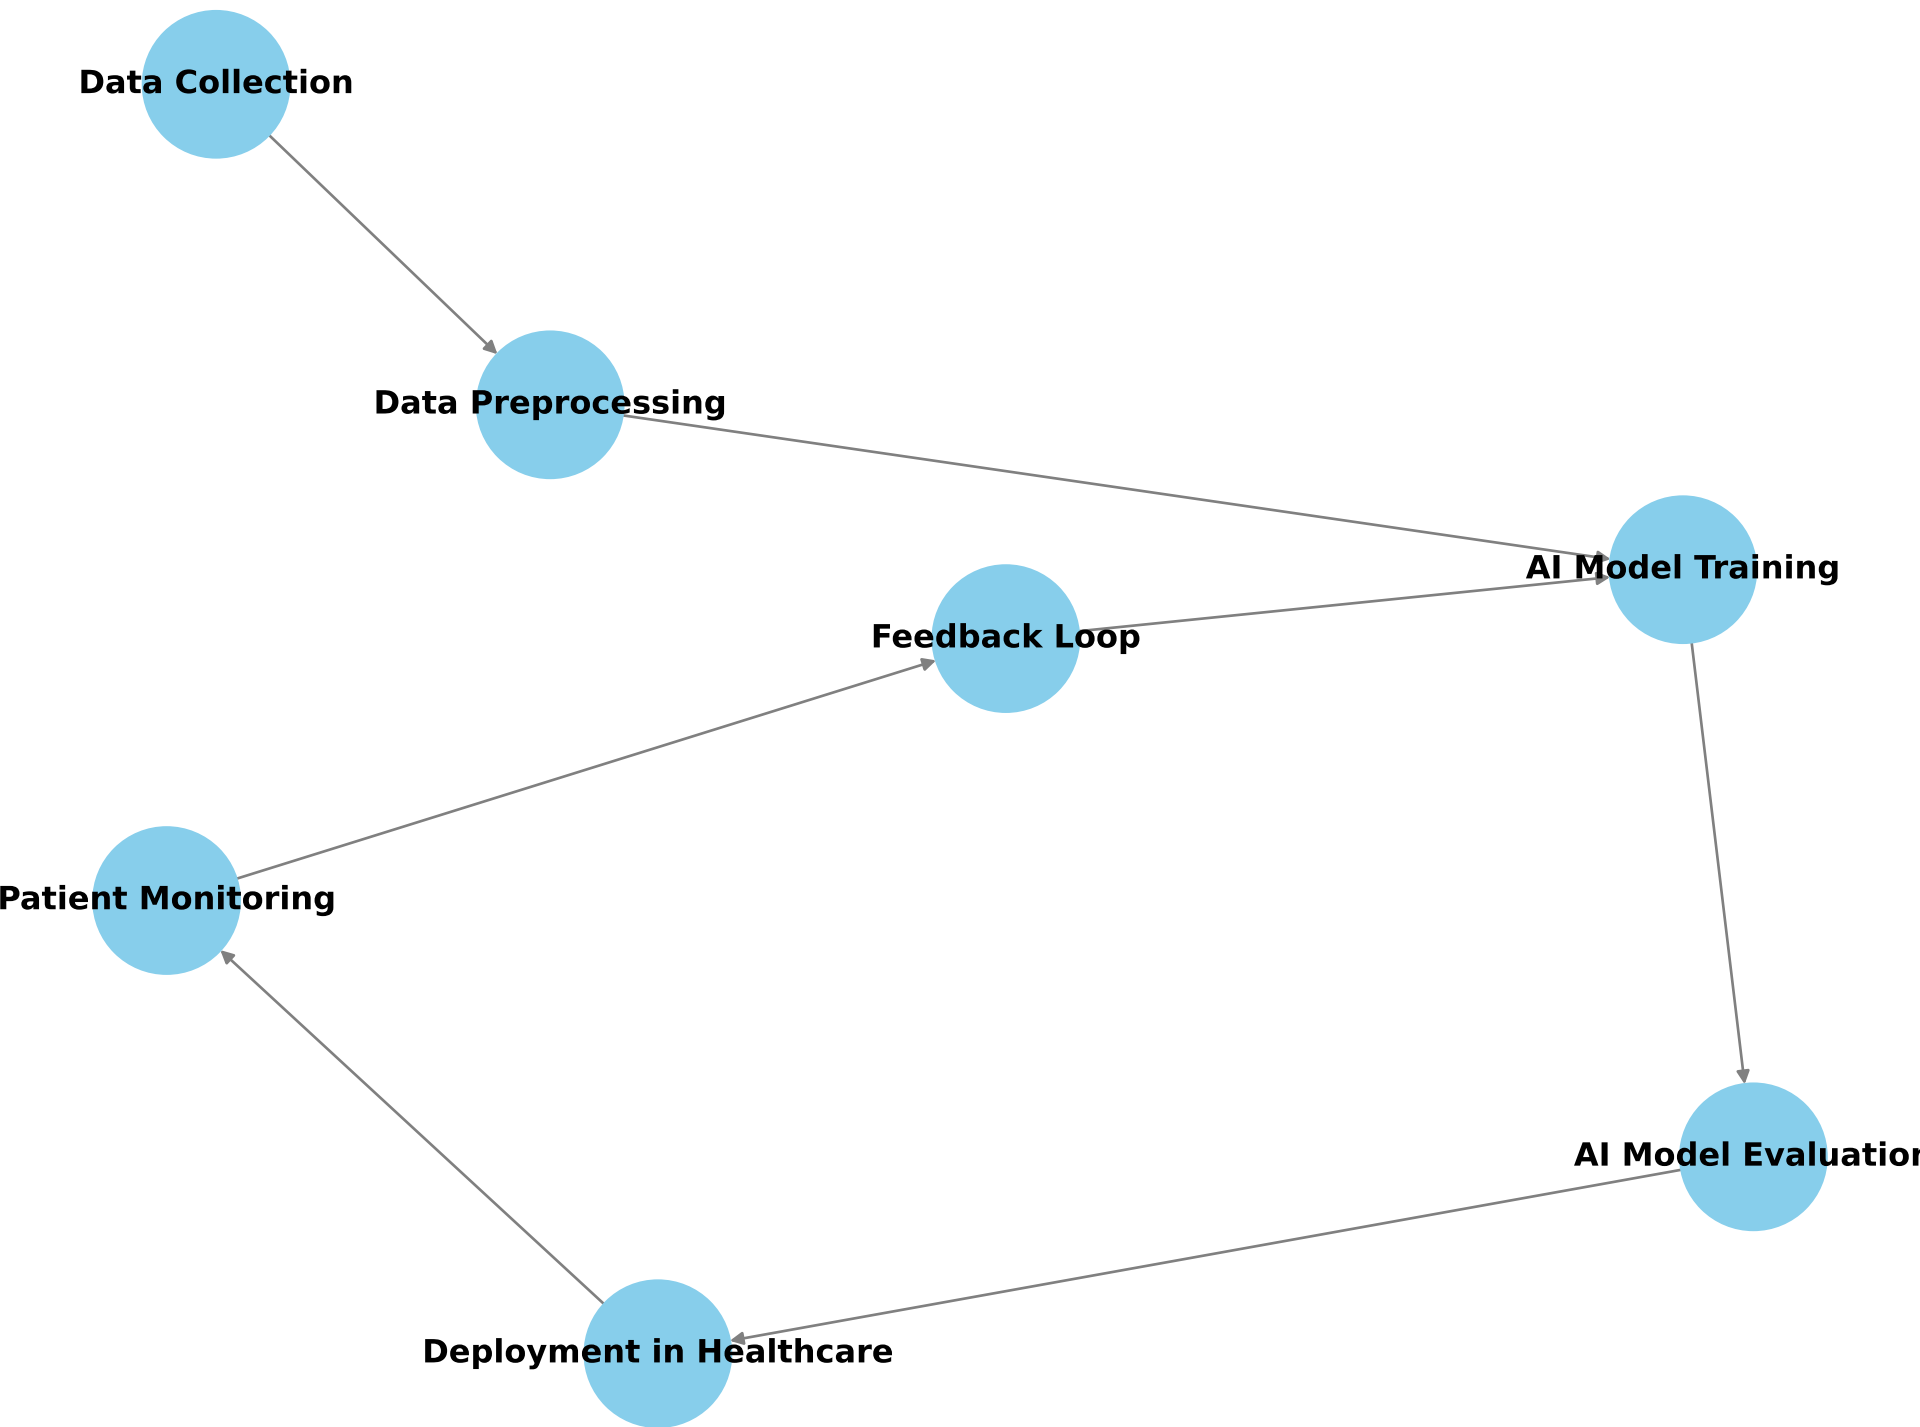 Data Collection
Data Preprocessing
AI Model Training
Feedback Loop
Patient Monitoring
AI Model Evaluation
Deployment in Healthcare